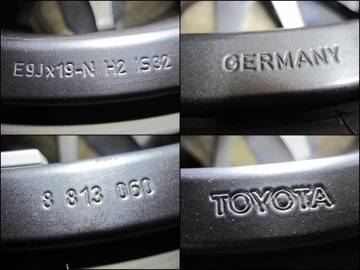 E9Jx19-N H2 IS32
GERMANY
8 813 060
TOYOTA